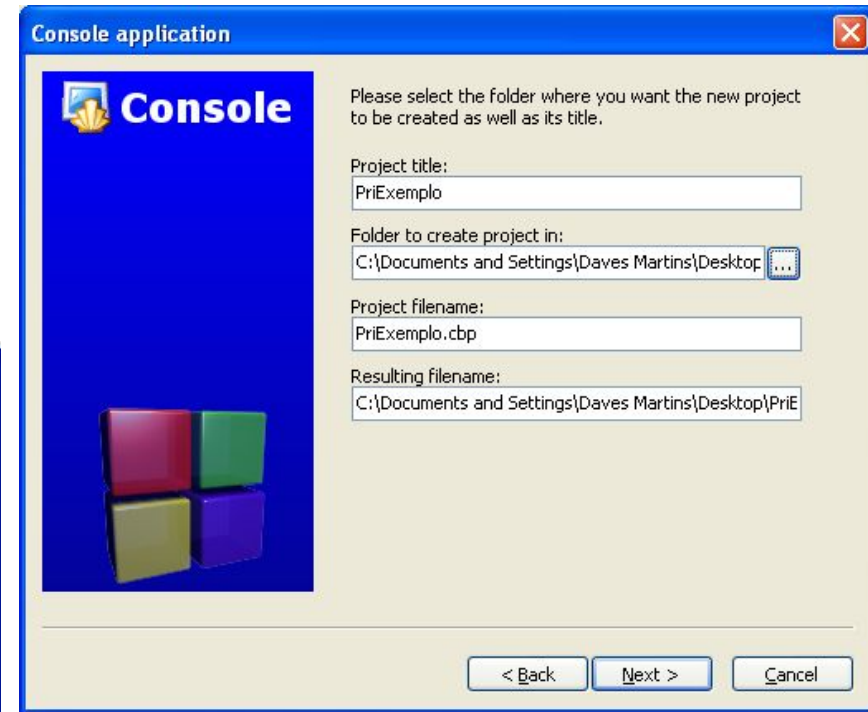 Console application
Console
Please select the folder where you want the new project
to be created as well as its title.
Project title:
PriExemplo
Folder to create project in:
C:\Documents and Settings\Daves Martins\Desktop
...
Project filename:
PriExemplo.cbp
Resulting filename:
C:\Documents and Settings\Daves Martins\Desktop\PriE
< Back
Next >
Cancel